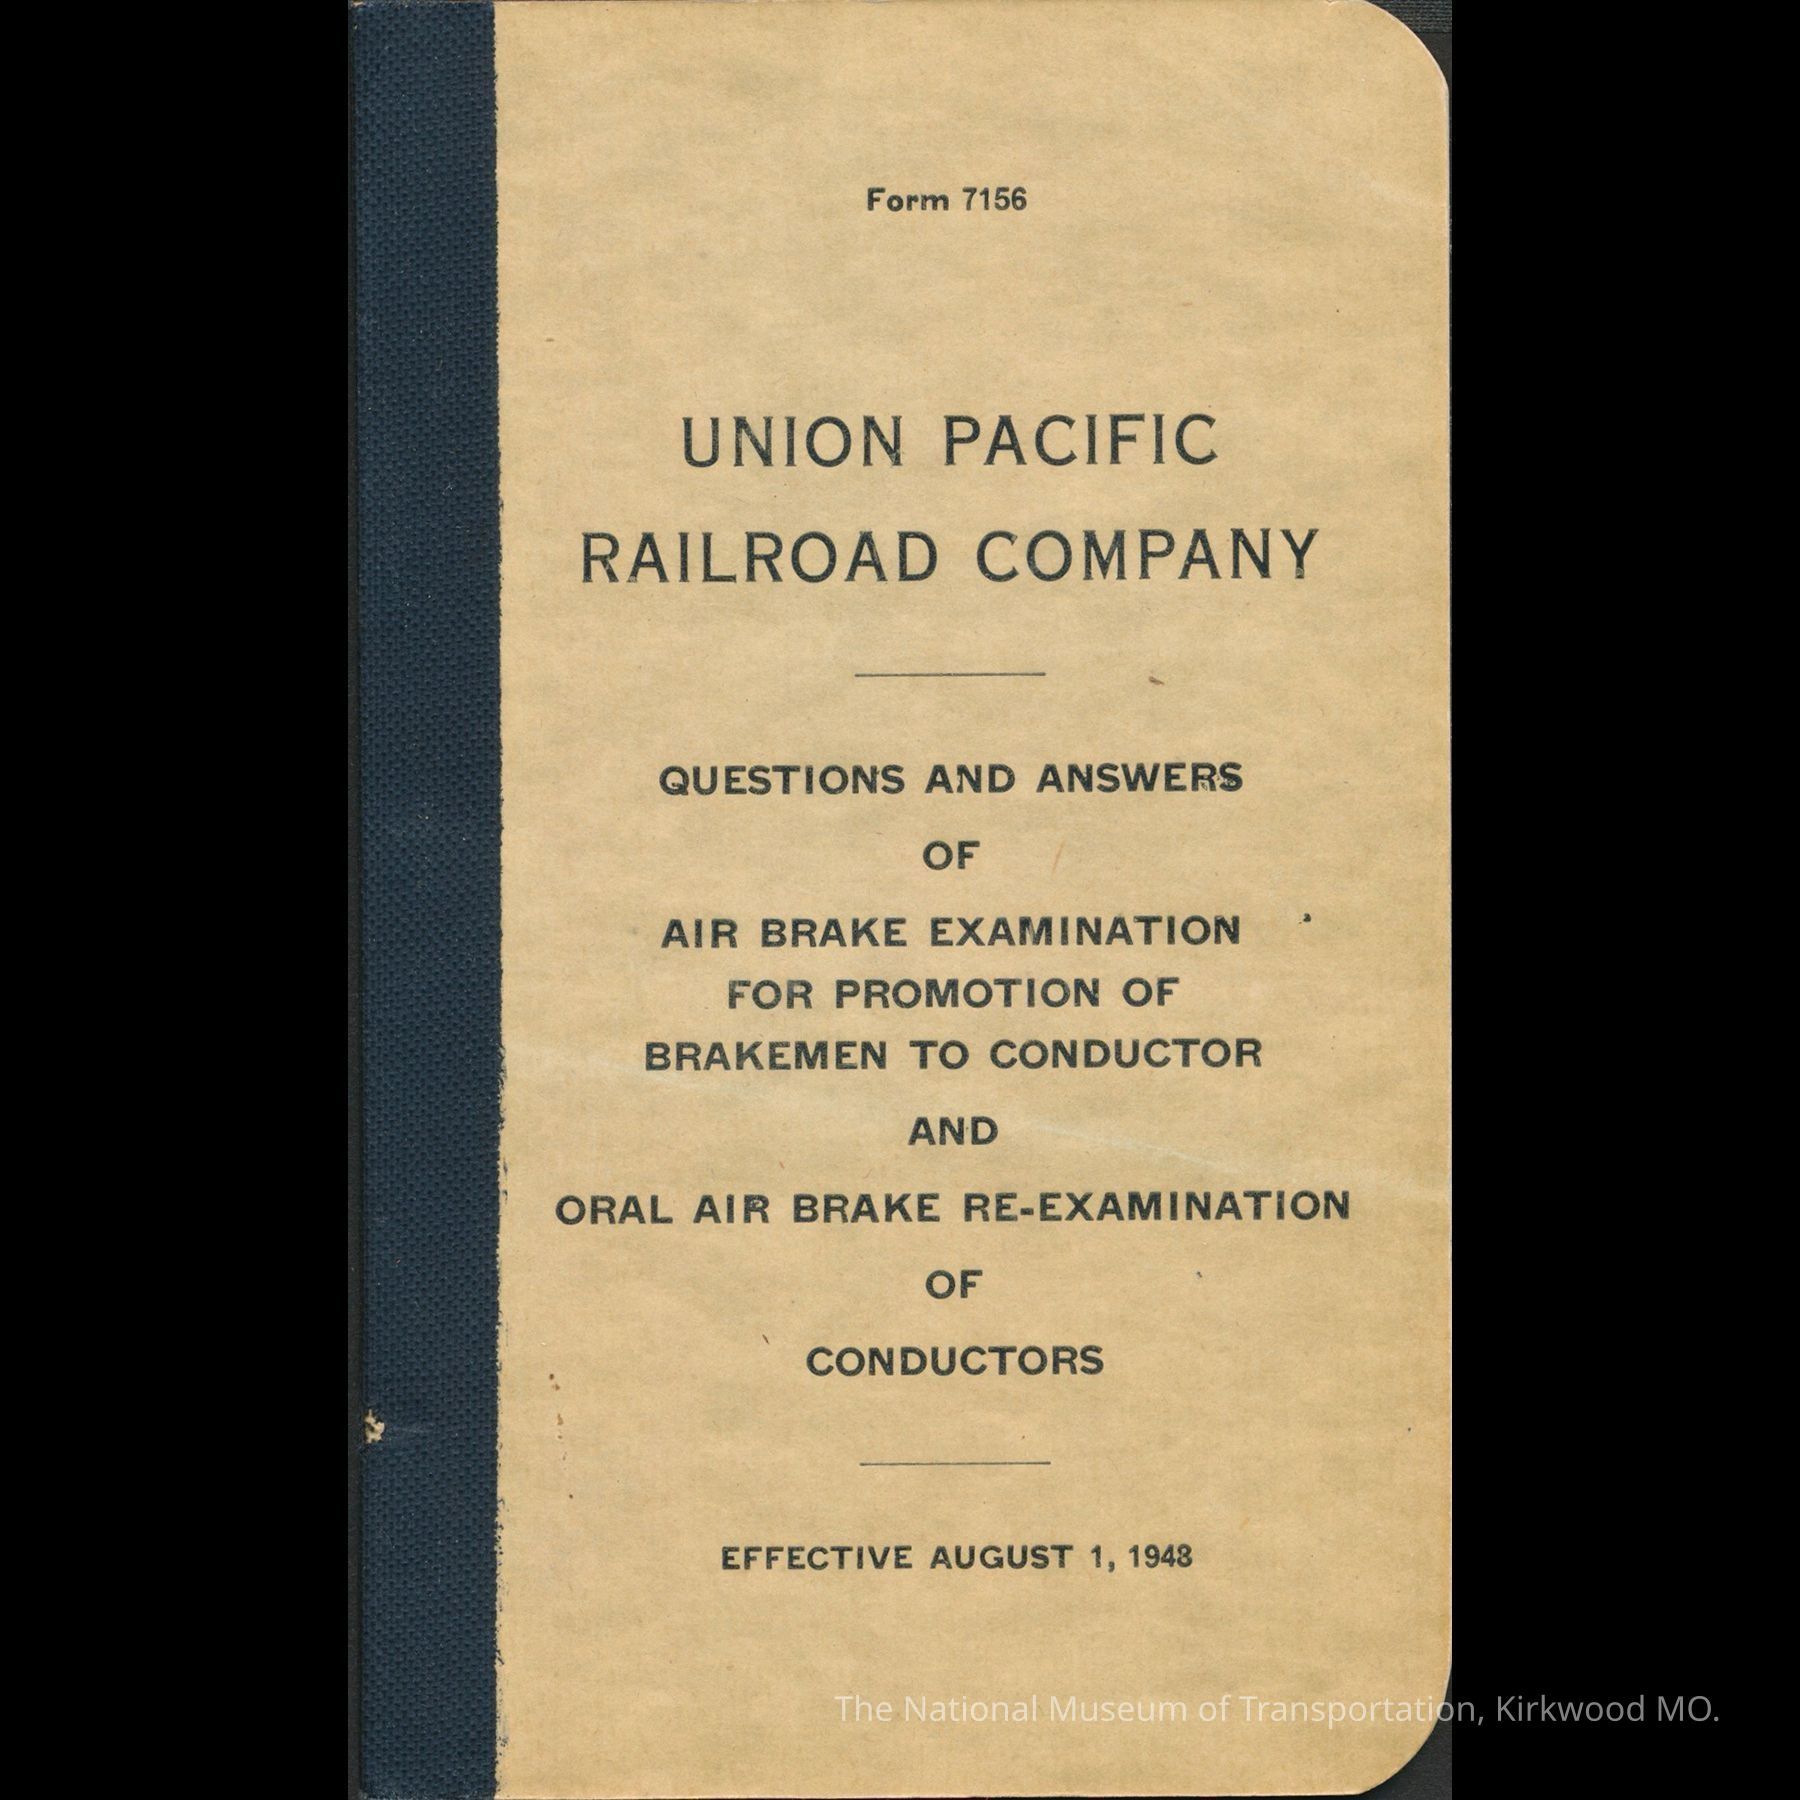 Form 7156
UNION PACIFIC
RAILROAD COMPANY
QUESTIONS AND ANSWERS
OF
AIR BRAKE EXAMINATION
FOR PROMOTION OF
BRAKEMEN TO CONDUCTOR
AND
ORAL AIR BRAKE RE-EXAMINATION
OF
CONDUCTORS
EFFECTIVE AUGUST 1, 1948
The National Museum of Transportation, Kirkwood MO.